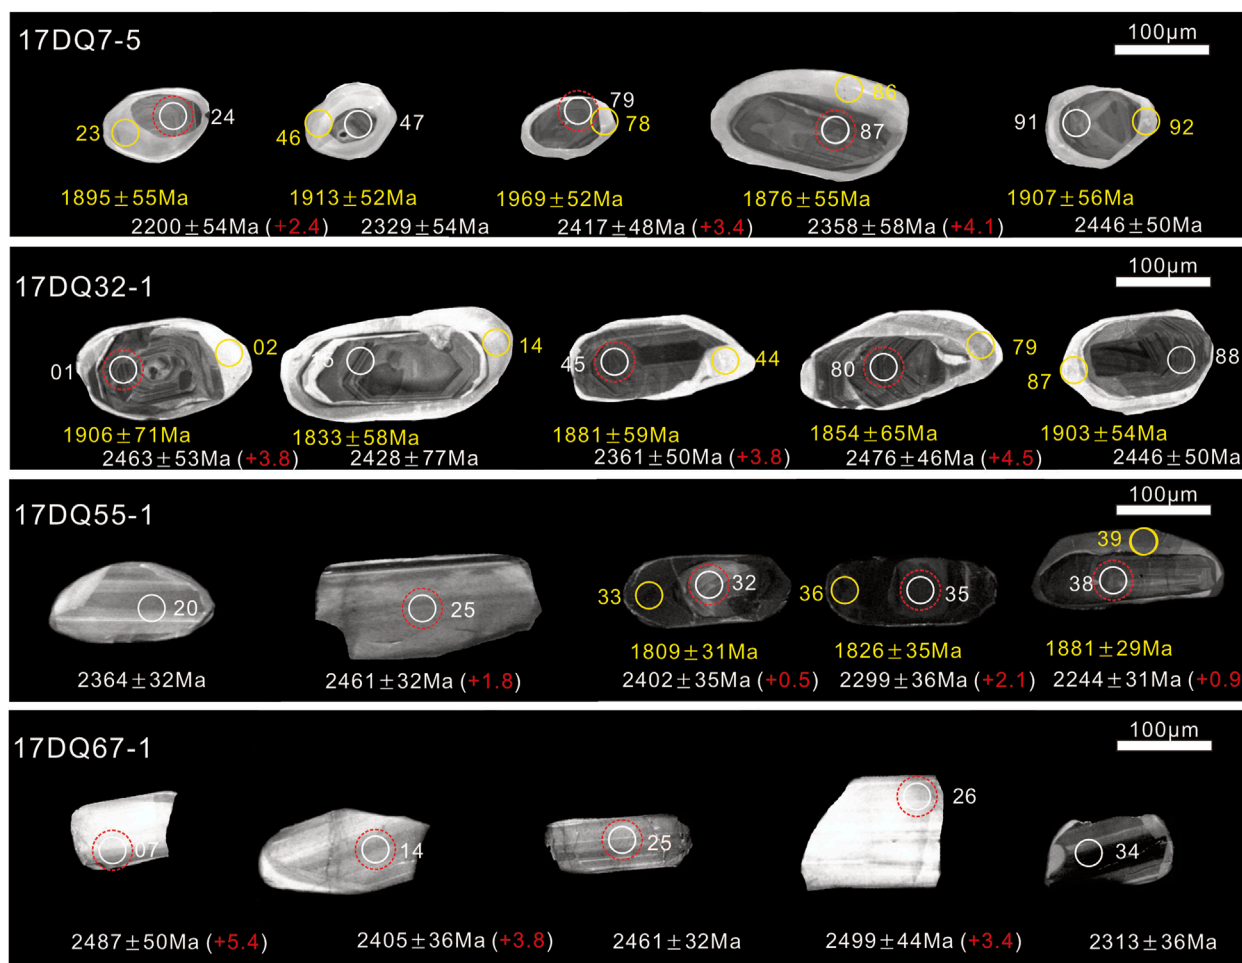 17DQ7-5
100μm
23
24
46
47
79
78
86
87
91
92
1895±55Ma
1913±52Ma
1969±52Ma
1876±55Ma
1907±56Ma
2200±54Ma (+2.4)
2329±54Ma
2417±48Ma (+3.4)
2358±58Ma (+4.1)
2446±50Ma
17DQ32-1
100μm
01
02
14
45
44
80
79
87
88
1906±71Ma
1833±58Ma
1881±59Ma
1854±65Ma
1903±54Ma
2463±53Ma (+3.8)
2428±77Ma
2361±50Ma (+3.8)
2476±46Ma (+4.5)
2446±50Ma
17DQ55-1
100μm
20
25
33
32
36
35
39
38
1809±31Ma
1826±35Ma
1881±29Ma
2364±32Ma
2461±32Ma (+1.8)
2402±35Ma (+0.5)
2299±36Ma (+2.1)
2244±31Ma (+0.9
17DQ67-1
100μm
07
14
25
26
34
2487±50Ma (+5.4)
2405±36Ma (+3.8)
2461±32Ma
2499±44Ma (+3.4)
2313±36Ma